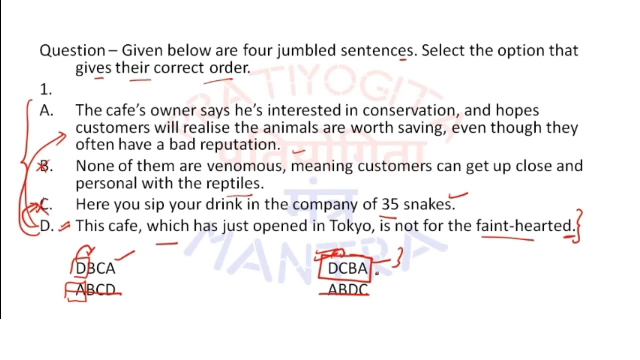 Question – Given below are four jumbled sentences. Select the option that
gives their correct order.
1.
A. The cafe's owner says he's interested in conservation, and hopes
customers will realise the animals are worth saving, even though they
often have a bad reputation.
B. None of them are venomous, meaning customers can get up close and
personal with the reptiles.
C. Here you sip your drink in the company of 35 snakes.
D. This cafe, which has just opened in Tokyo, is not for the faint-hearted.
DBCA DCBA
ABCD ABDC
PRATIYOGITA
प्रतियोगिता
मंत्र
MANTRA